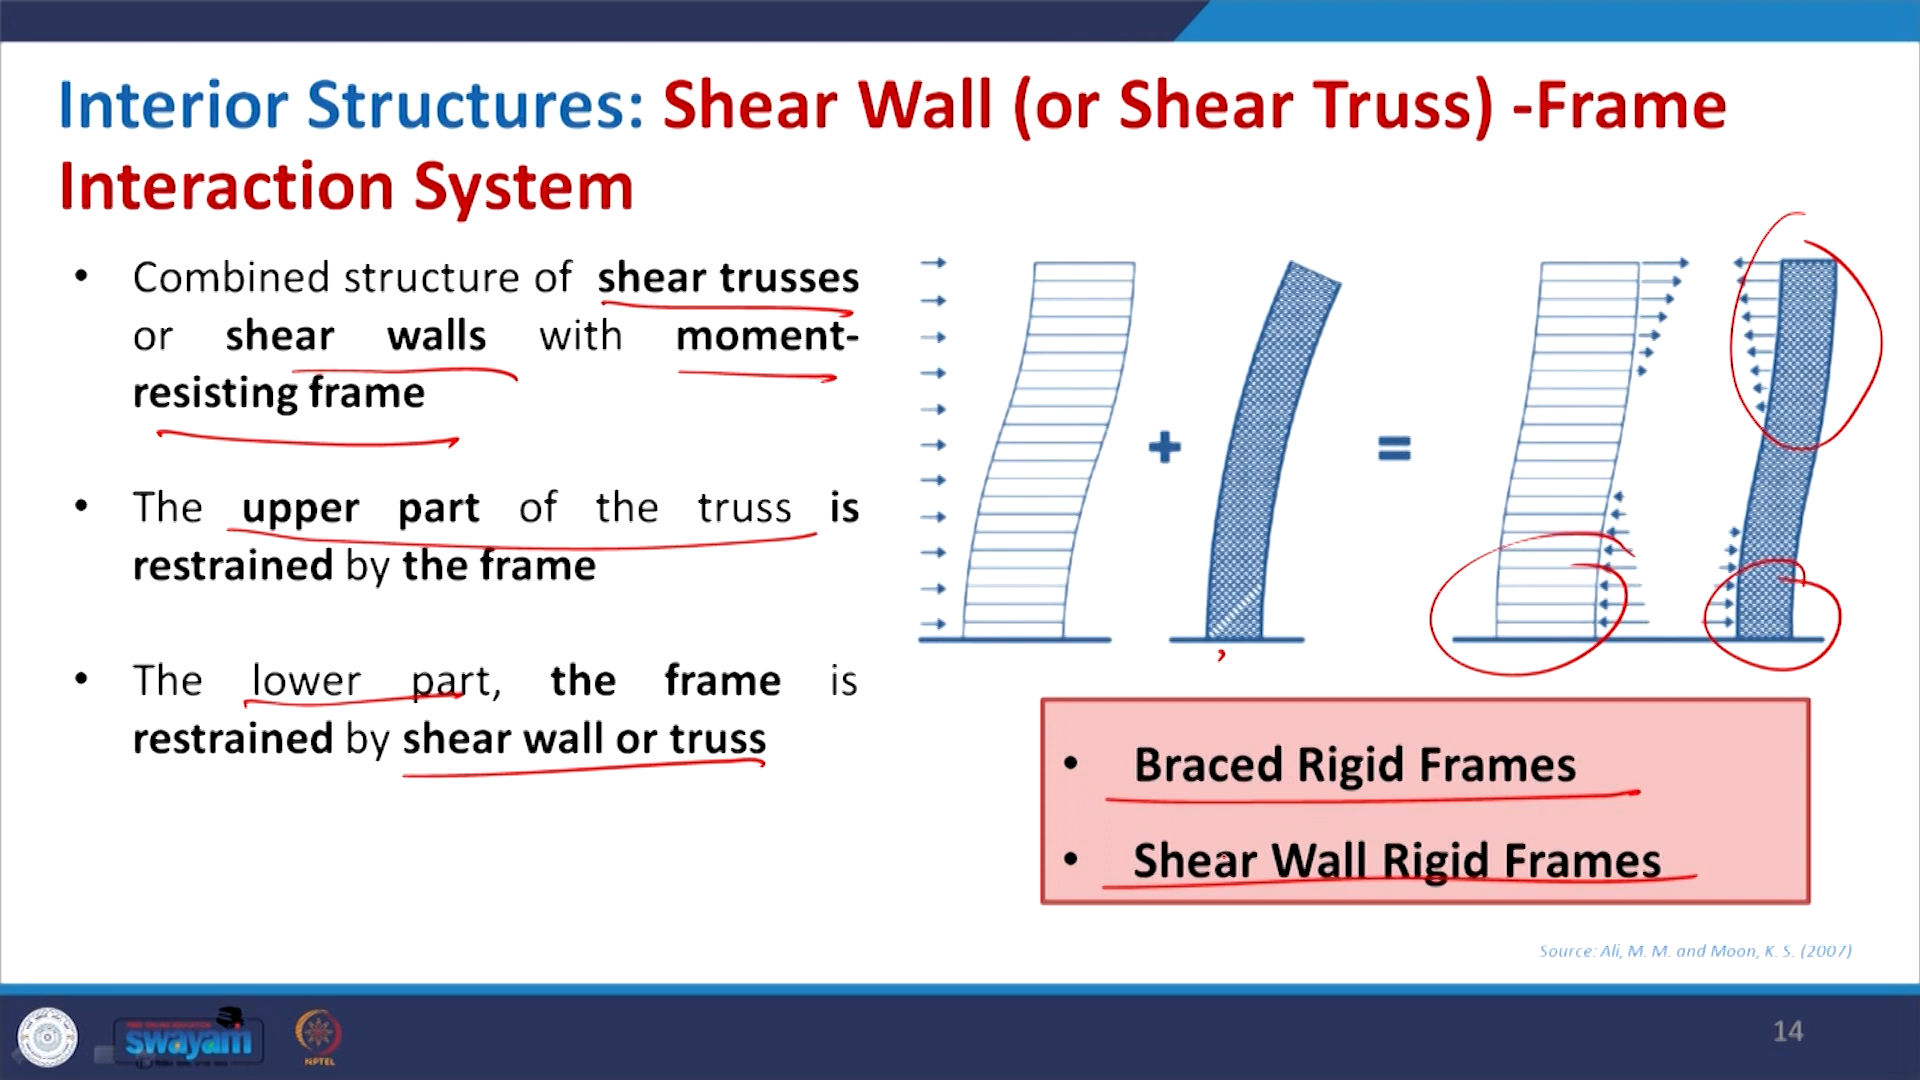 Interior Structures: Shear Wall (or Shear Truss) -Frame
Interaction System
• Combined structure of shear trusses
or shear walls with moment-
resisting frame
• The upper part of the truss is
restrained by the frame
• The lower part, the frame is
restrained by shear wall or truss
+ =
• Braced Rigid Frames
• Shear Wall Rigid Frames
Source: Ali, M. M. and Moon, K. S. (2007)
swayam
NPTEL
14